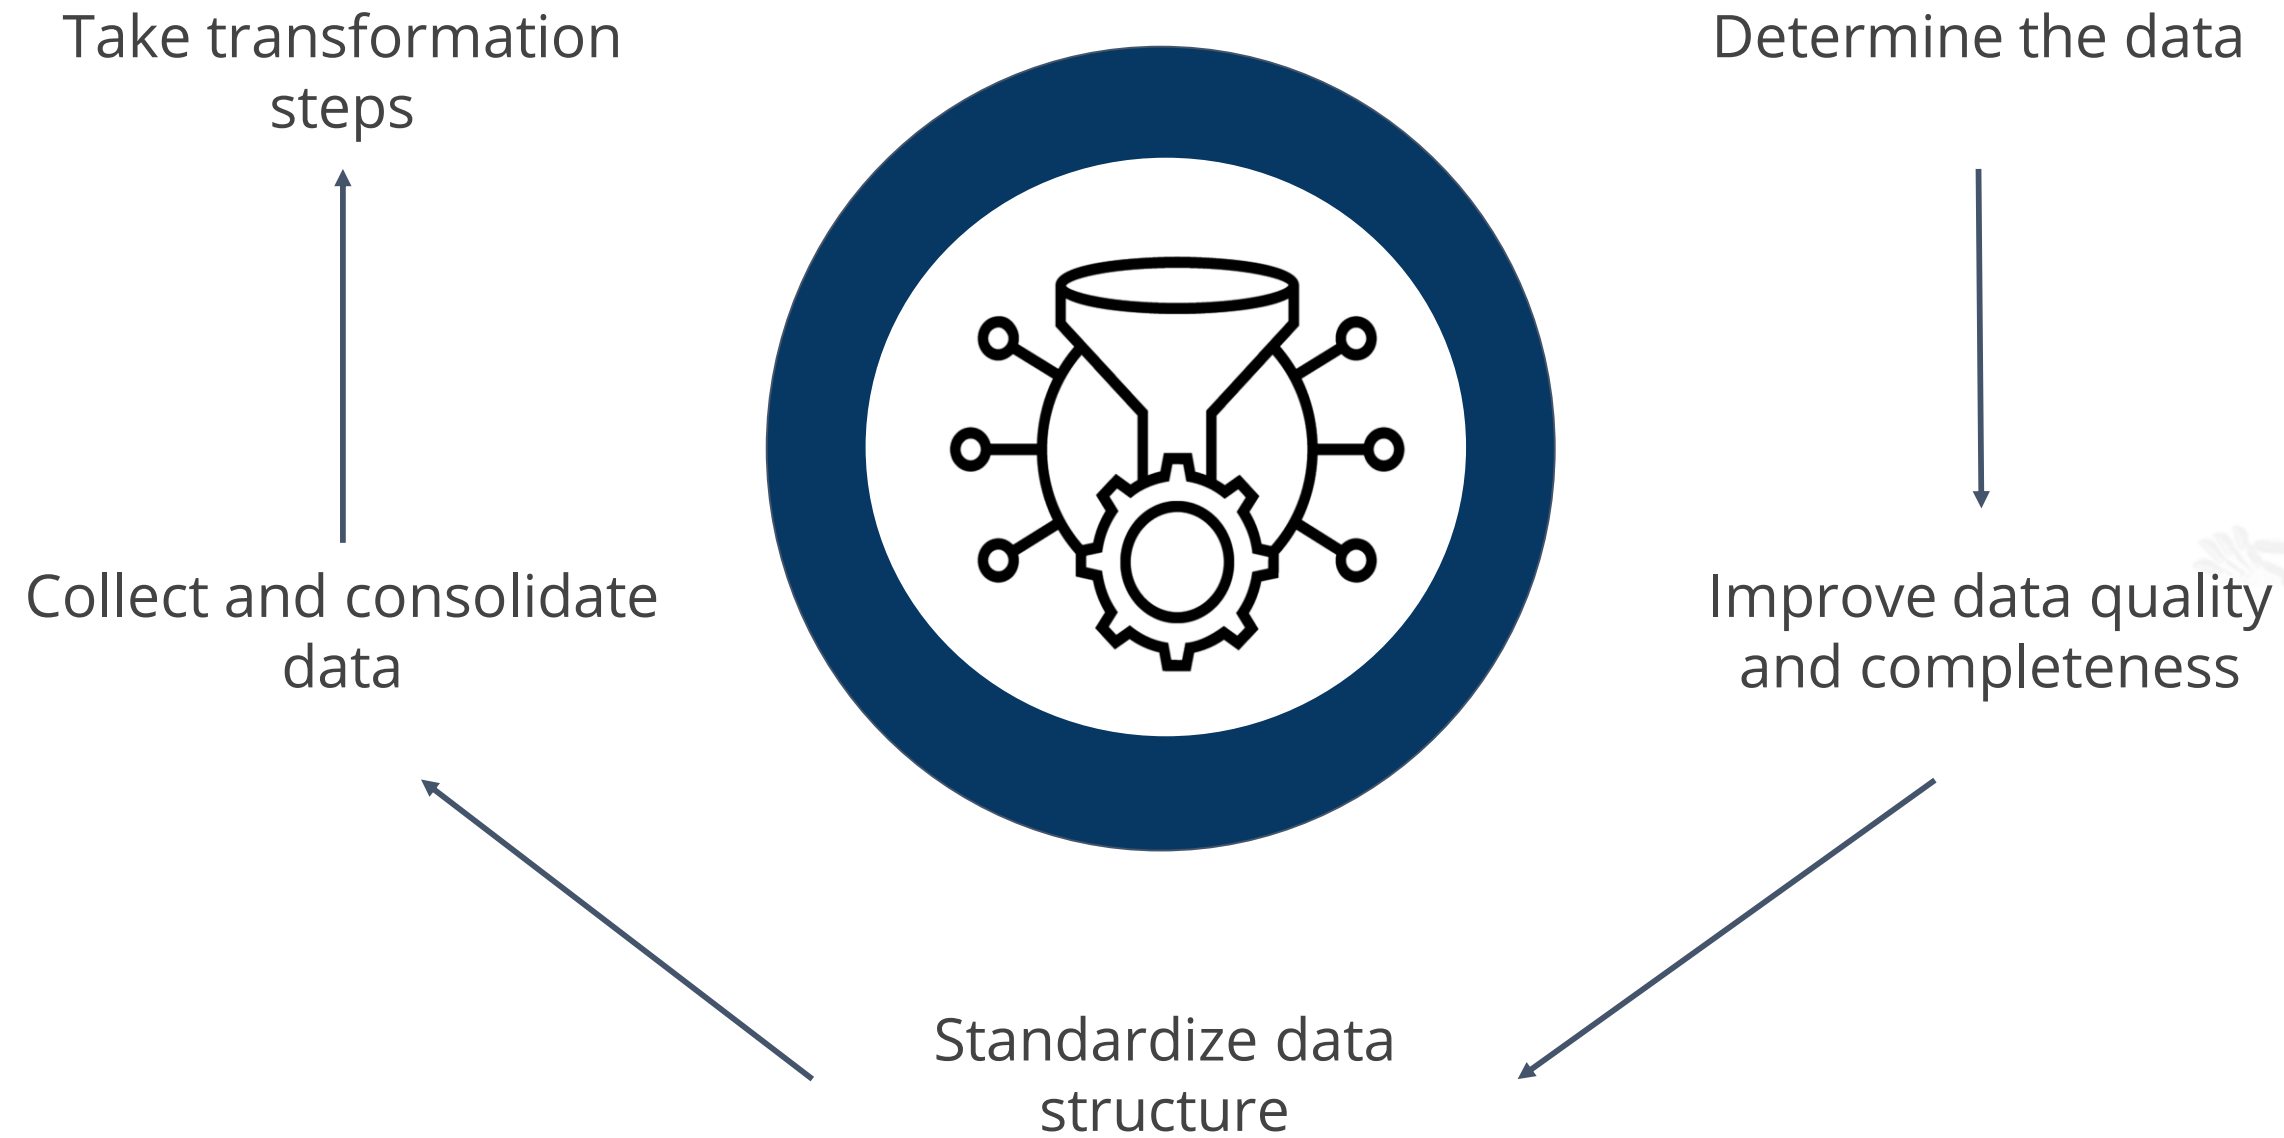 Take transformation
steps
Determine the data
Collect and consolidate
data
Improve data quality
and completeness
Standardize data
structure